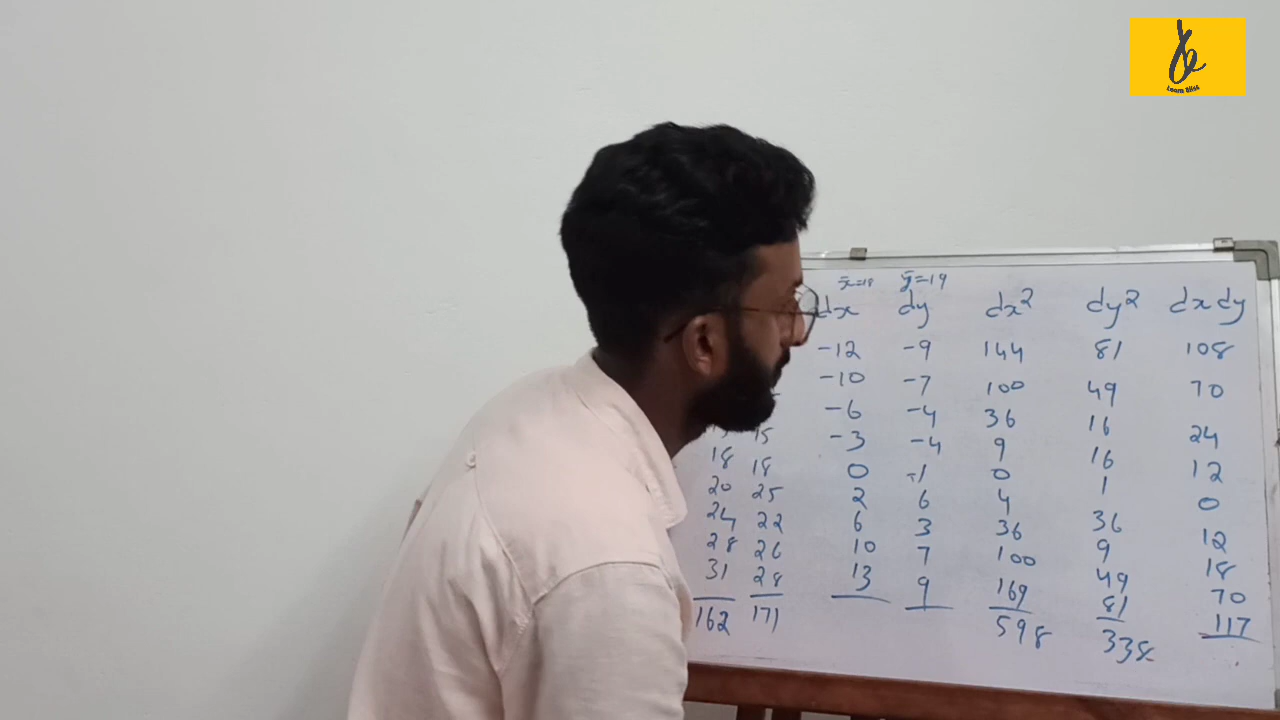 Learn Bliss
x̄=18 ȳ=19
dx dy dx² dy² dxdy
-12 -9 144 81 108
-10 -7 100 49 70
-6 -4 36 16 24
15 -3 -4 9 16 12
18 18 0 -1 0 1 0
20 25 2 6 4 36 12
24 22 6 3 36 9 18
28 26 10 7 100 49 70
31 28 13 9 169 81 117
162 171 598 338